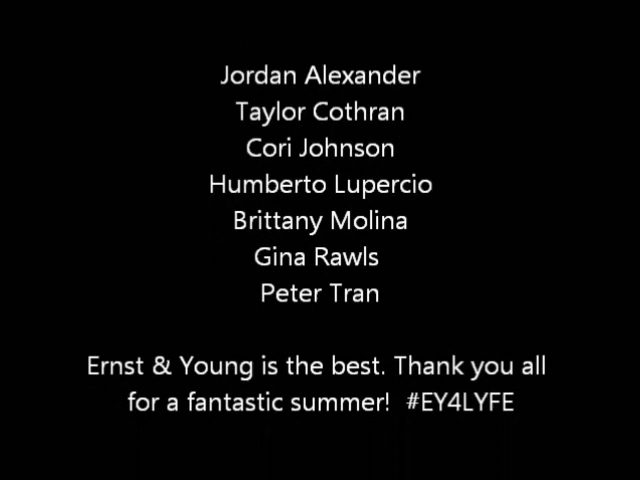 Jordan Alexander
Taylor Cothran
Cori Johnson
Humberto Lupercio
Brittany Molina
Gina Rawls
Peter Tran
Ernst & Young is the best. Thank you all
for a fantastic summer!  #EY4LYFE